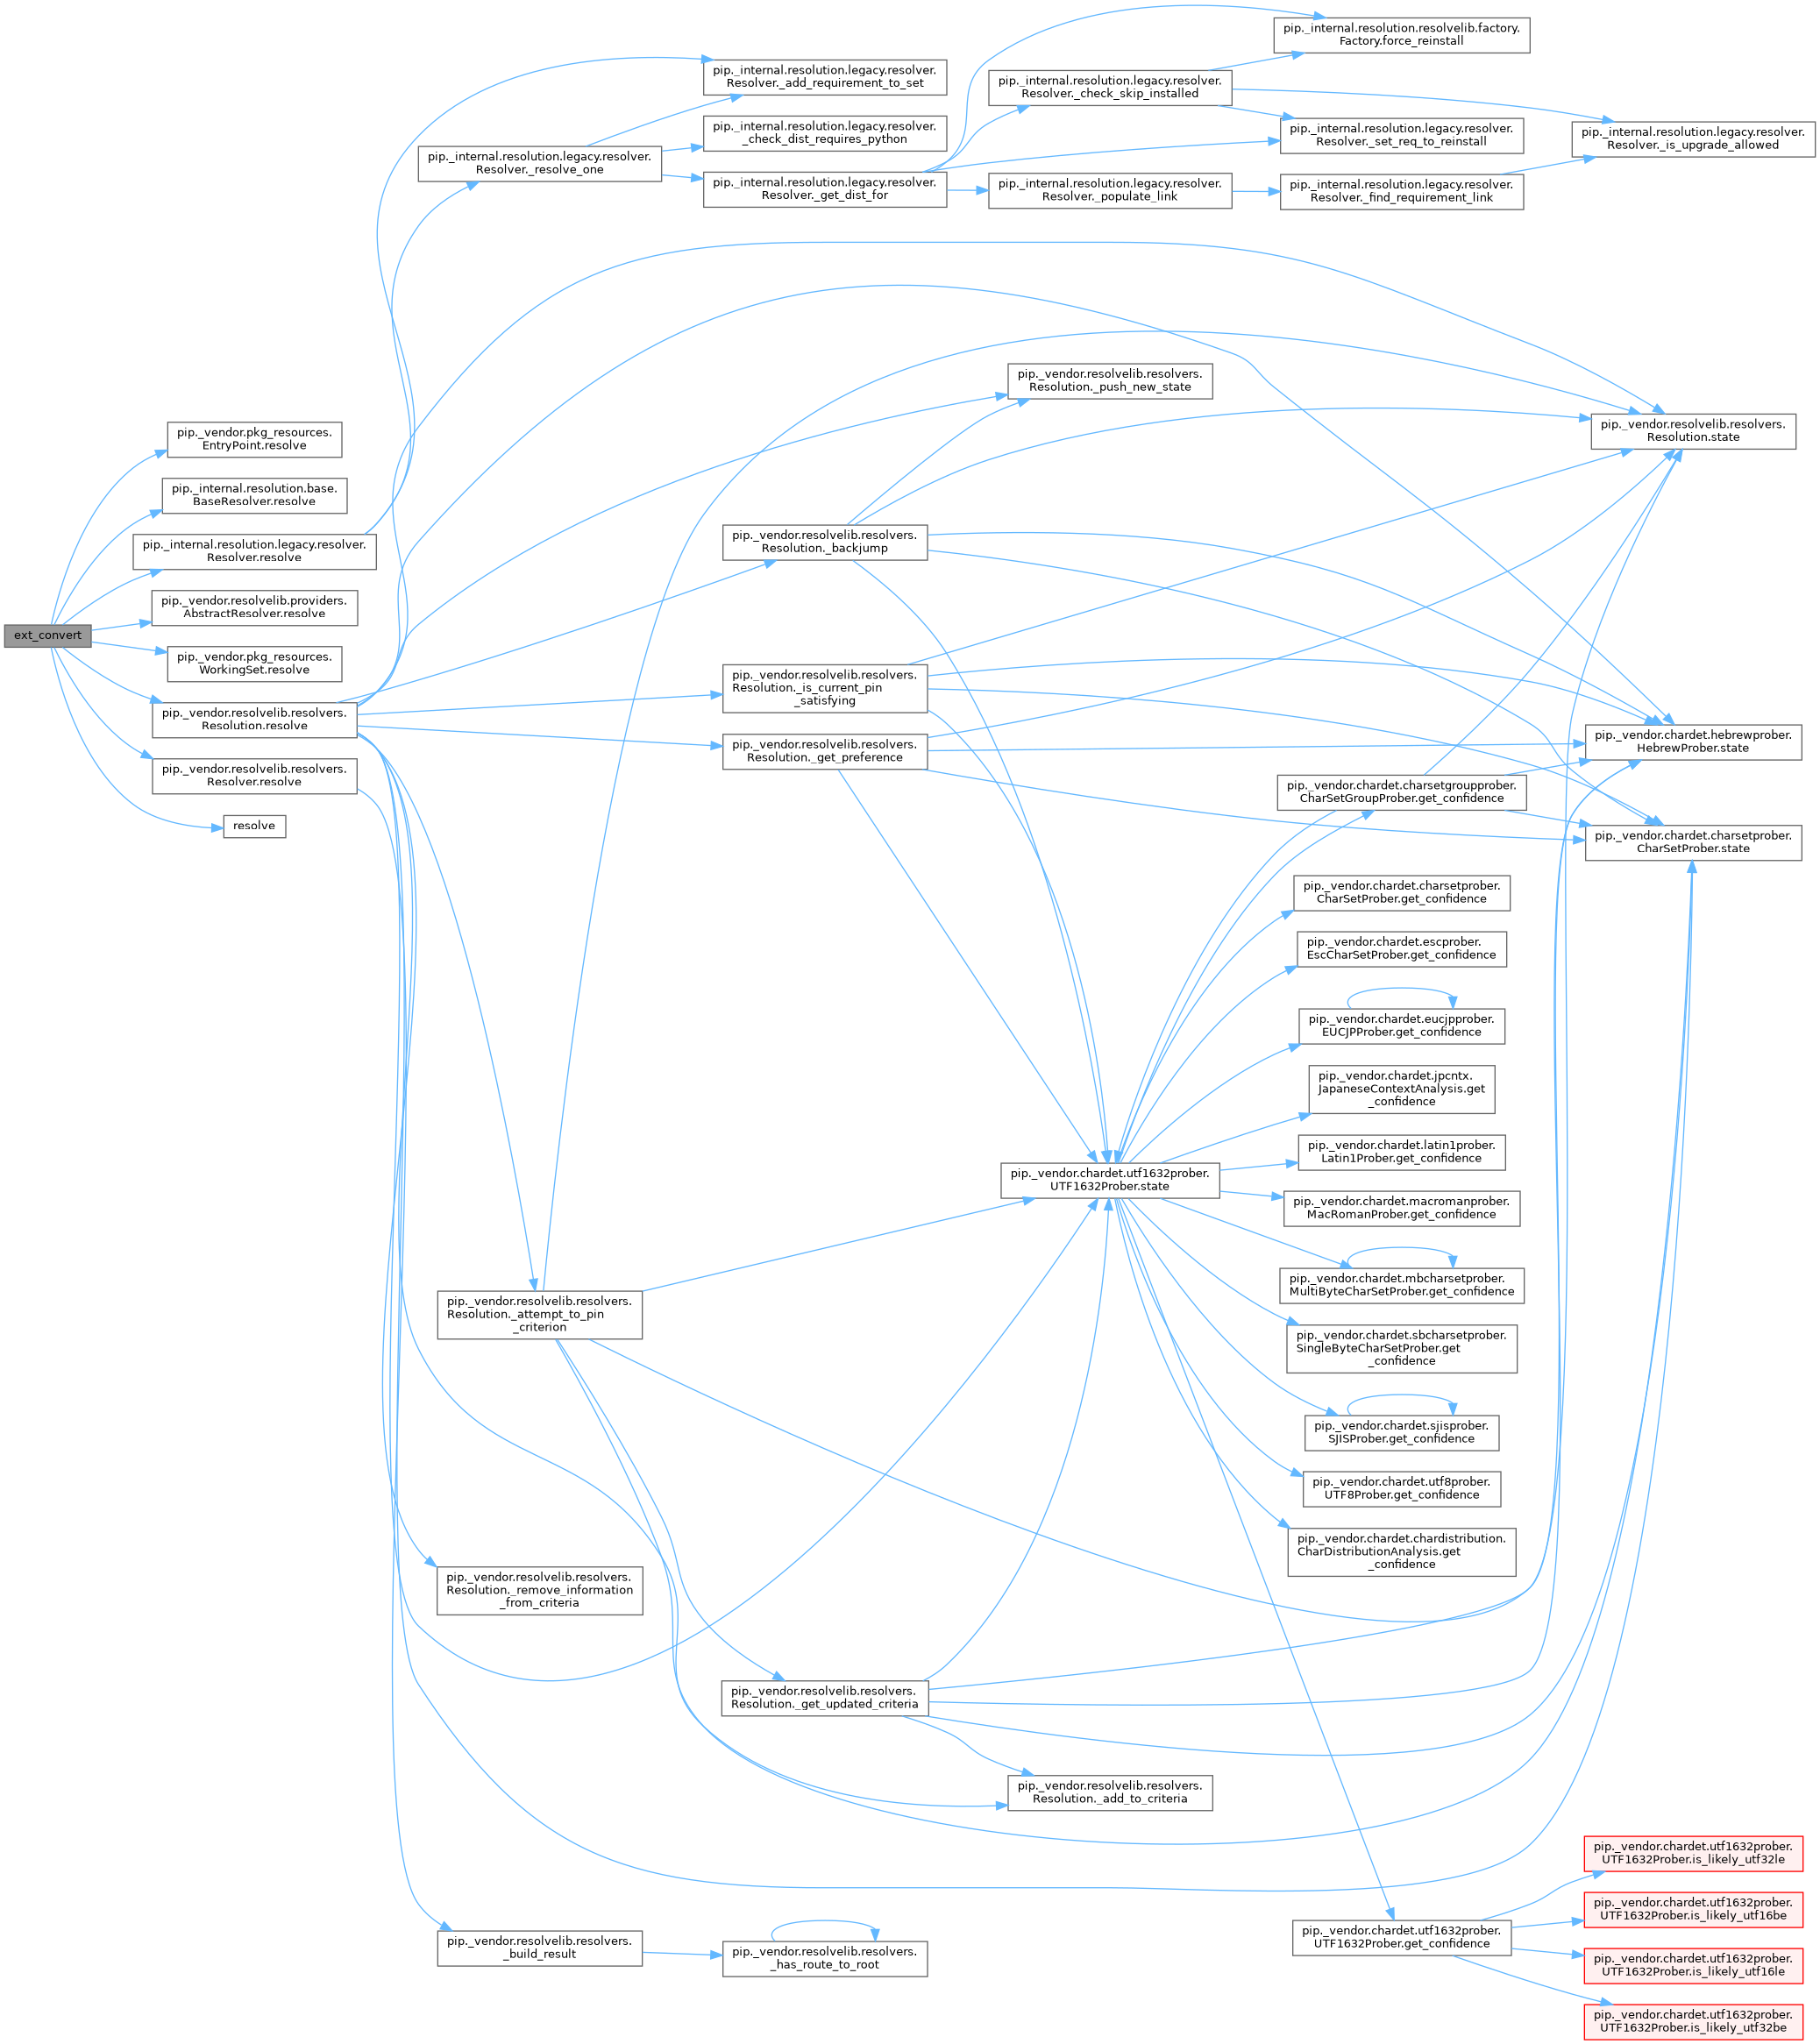 ext_convert
pip._vendor.pkg_resources.
EntryPoint.resolve
pip._internal.resolution.base.
BaseResolver.resolve
pip._internal.resolution.legacy.resolver.
Resolver.resolve
pip._vendor.resolvelib.providers.
AbstractResolver.resolve
pip._vendor.pkg_resources.
WorkingSet.resolve
pip._vendor.resolvelib.resolvers.
Resolution.resolve
pip._vendor.resolvelib.resolvers.
Resolver.resolve
resolve
pip._internal.resolution.legacy.resolver.
Resolver._resolve_one
pip._vendor.resolvelib.resolvers.
Resolution._attempt_to_pin
_criterion
pip._vendor.resolvelib.resolvers.
Resolution._remove_information
_from_criteria
pip._vendor.resolvelib.resolvers.
_build_result
pip._internal.resolution.legacy.resolver.
Resolver._add_requirement_to_set
pip._internal.resolution.legacy.resolver.
_check_dist_requires_python
pip._internal.resolution.legacy.resolver.
Resolver._get_dist_for
pip._vendor.resolvelib.resolvers.
Resolution._backjump
pip._vendor.resolvelib.resolvers.
Resolution._is_current_pin
_satisfying
pip._vendor.resolvelib.resolvers.
Resolution._get_preference
pip._vendor.resolvelib.resolvers.
Resolution._get_updated_criteria
pip._vendor.resolvelib.resolvers.
_has_route_to_root
pip._internal.resolution.legacy.resolver.
Resolver._check_skip_installed
pip._internal.resolution.legacy.resolver.
Resolver._populate_link
pip._vendor.resolvelib.resolvers.
Resolution._push_new_state
pip._vendor.chardet.utf1632prober.
UTF1632Prober.state
pip._vendor.resolvelib.resolvers.
Resolution._add_to_criteria
pip._internal.resolution.resolvelib.factory.
Factory.force_reinstall
pip._internal.resolution.legacy.resolver.
Resolver._set_req_to_reinstall
pip._internal.resolution.legacy.resolver.
Resolver._find_requirement_link
pip._vendor.chardet.charsetgroupprober.
CharSetGroupProber.get_confidence
pip._vendor.chardet.charsetprober.
CharSetProber.get_confidence
pip._vendor.chardet.escprober.
EscCharSetProber.get_confidence
pip._vendor.chardet.eucjpprober.
EUCJPProber.get_confidence
pip._vendor.chardet.jpcntx.
JapaneseContextAnalysis.get
_confidence
pip._vendor.chardet.latin1prober.
Latin1Prober.get_confidence
pip._vendor.chardet.macromanprober.
MacRomanProber.get_confidence
pip._vendor.chardet.mbcharsetprober.
MultiByteCharSetProber.get_confidence
pip._vendor.chardet.sbcharsetprober.
SingleByteCharSetProber.get
_confidence
pip._vendor.chardet.sjisprober.
SJISProber.get_confidence
pip._vendor.chardet.utf8prober.
UTF8Prober.get_confidence
pip._vendor.chardet.chardistribution.
CharDistributionAnalysis.get
_confidence
pip._vendor.chardet.utf1632prober.
UTF1632Prober.get_confidence
pip._internal.resolution.legacy.resolver.
Resolver._is_upgrade_allowed
pip._vendor.resolvelib.resolvers.
Resolution.state
pip._vendor.chardet.hebrewprober.
HebrewProber.state
pip._vendor.chardet.charsetprober.
CharSetProber.state
pip._vendor.chardet.utf1632prober.
UTF1632Prober.is_likely_utf32le
pip._vendor.chardet.utf1632prober.
UTF1632Prober.is_likely_utf16be
pip._vendor.chardet.utf1632prober.
UTF1632Prober.is_likely_utf16le
pip._vendor.chardet.utf1632prober.
UTF1632Prober.is_likely_utf32be